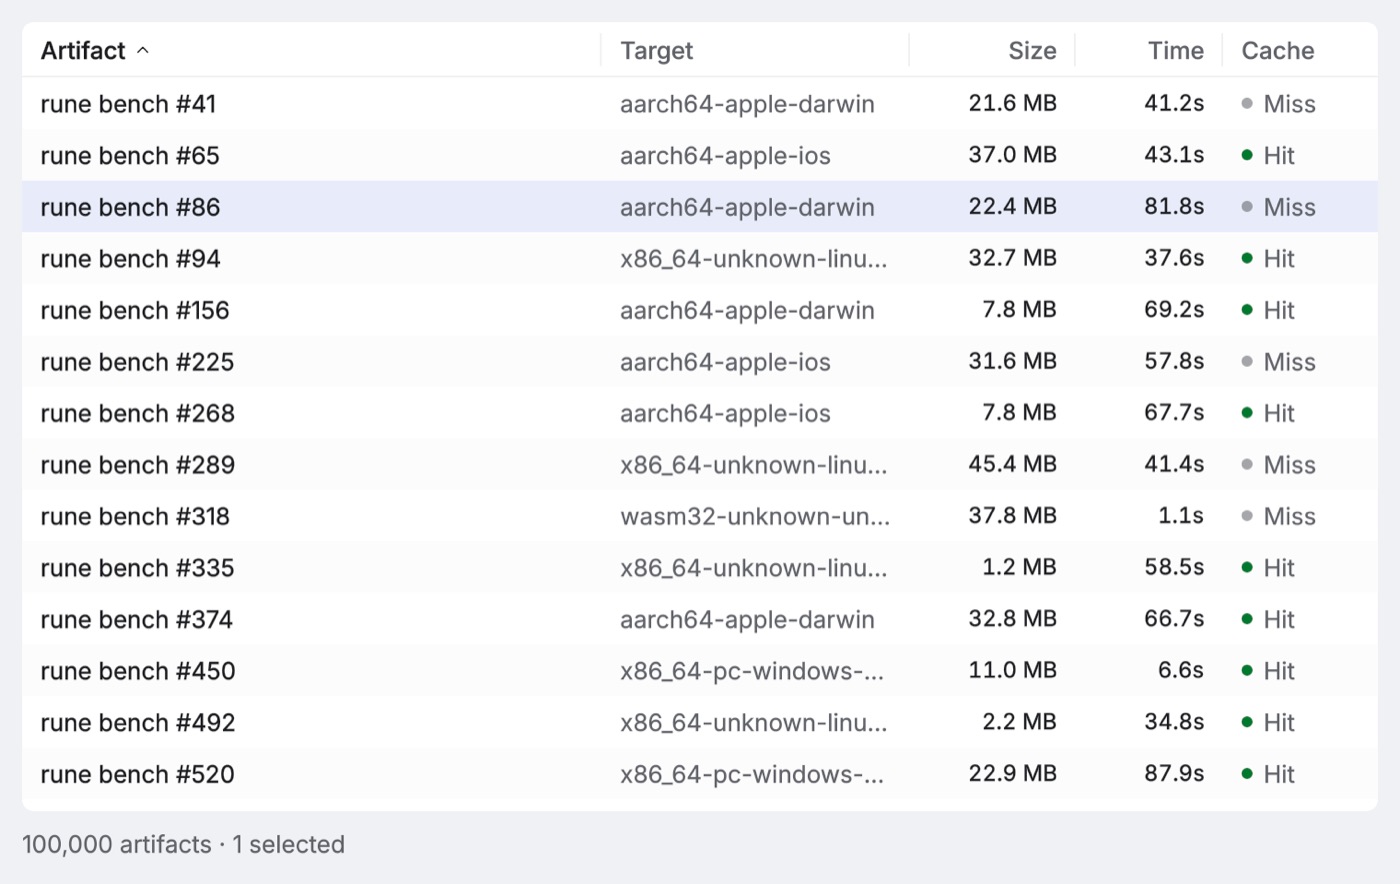 Artifact Target Size Time Cache
rune bench #41 aarch64-apple-darwin 21.6 MB 41.2s Miss
rune bench #65 aarch64-apple-ios 37.0 MB 43.1s Hit
rune bench #86 aarch64-apple-darwin 22.4 MB 81.8s Miss
rune bench #94 x86_64-unknown-linu... 32.7 MB 37.6s Hit
rune bench #156 aarch64-apple-darwin 7.8 MB 69.2s Hit
rune bench #225 aarch64-apple-ios 31.6 MB 57.8s Miss
rune bench #268 aarch64-apple-ios 7.8 MB 67.7s Hit
rune bench #289 x86_64-unknown-linu... 45.4 MB 41.4s Miss
rune bench #318 wasm32-unknown-un... 37.8 MB 1.1s Miss
rune bench #335 x86_64-unknown-linu... 1.2 MB 58.5s Hit
rune bench #374 aarch64-apple-darwin 32.8 MB 66.7s Hit
rune bench #450 x86_64-pc-windows-... 11.0 MB 6.6s Hit
rune bench #492 x86_64-unknown-linu... 2.2 MB 34.8s Hit
rune bench #520 x86_64-pc-windows-... 22.9 MB 87.9s Hit
100,000 artifacts · 1 selected